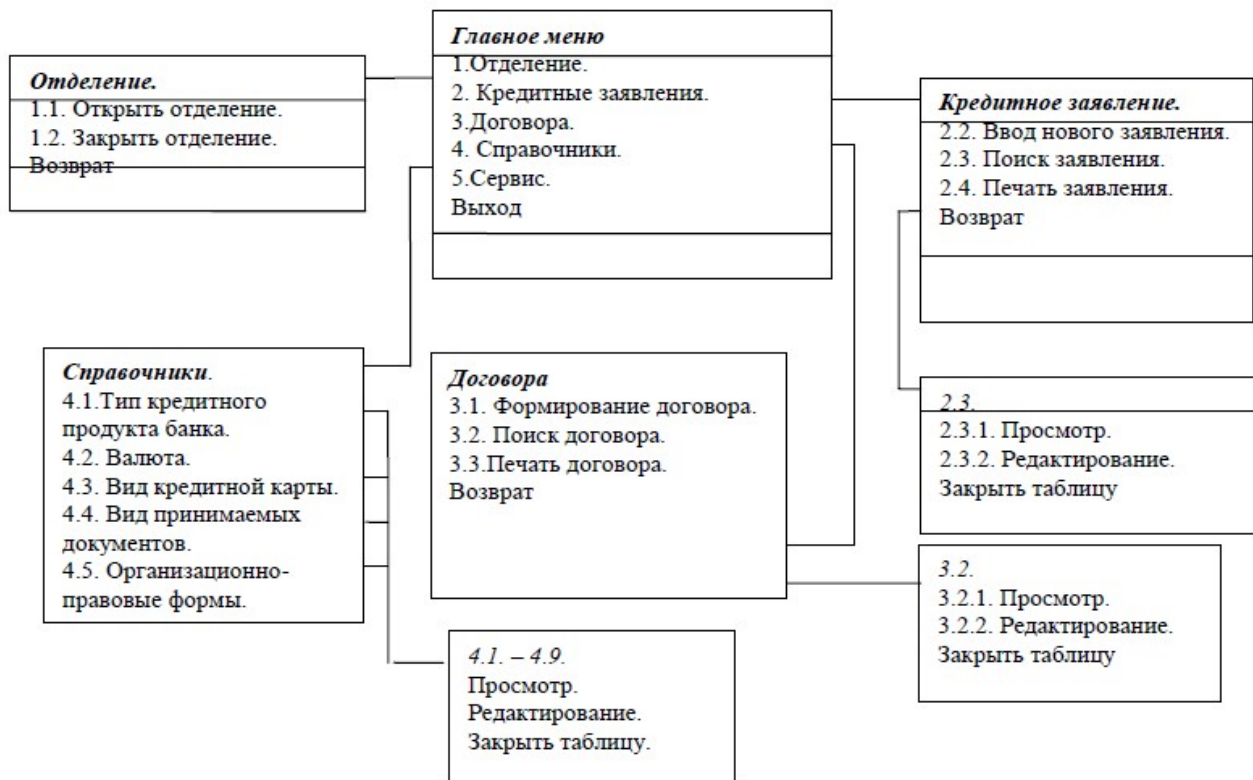 Главное меню
1.Отделение.
2. Кредитные заявления.
3.Договора.
4. Справочники.
5.Сервис.
Выход
Отделение.
1.1. Открыть отделение.
1.2. Закрыть отделение.
Возврат
Кредитное заявление.
2.2. Ввод нового заявления.
2.3. Поиск заявления.
2.4. Печать заявления.
Возврат
Справочники.
4.1.Тип кредитного
продукта банка.
4.2. Валюта.
4.3. Вид кредитной карты.
4.4. Вид принимаемых
документов.
4.5. Организационно-
правовые формы.
Договора
3.1. Формирование договора.
3.2. Поиск договора.
3.3.Печать договора.
Возврат
2.3.
2.3.1. Просмотр.
2.3.2. Редактирование.
Закрыть таблицу
3.2.
3.2.1. Просмотр.
3.2.2. Редактирование.
Закрыть таблицу
4.1. – 4.9.
Просмотр.
Редактирование.
Закрыть таблицу.